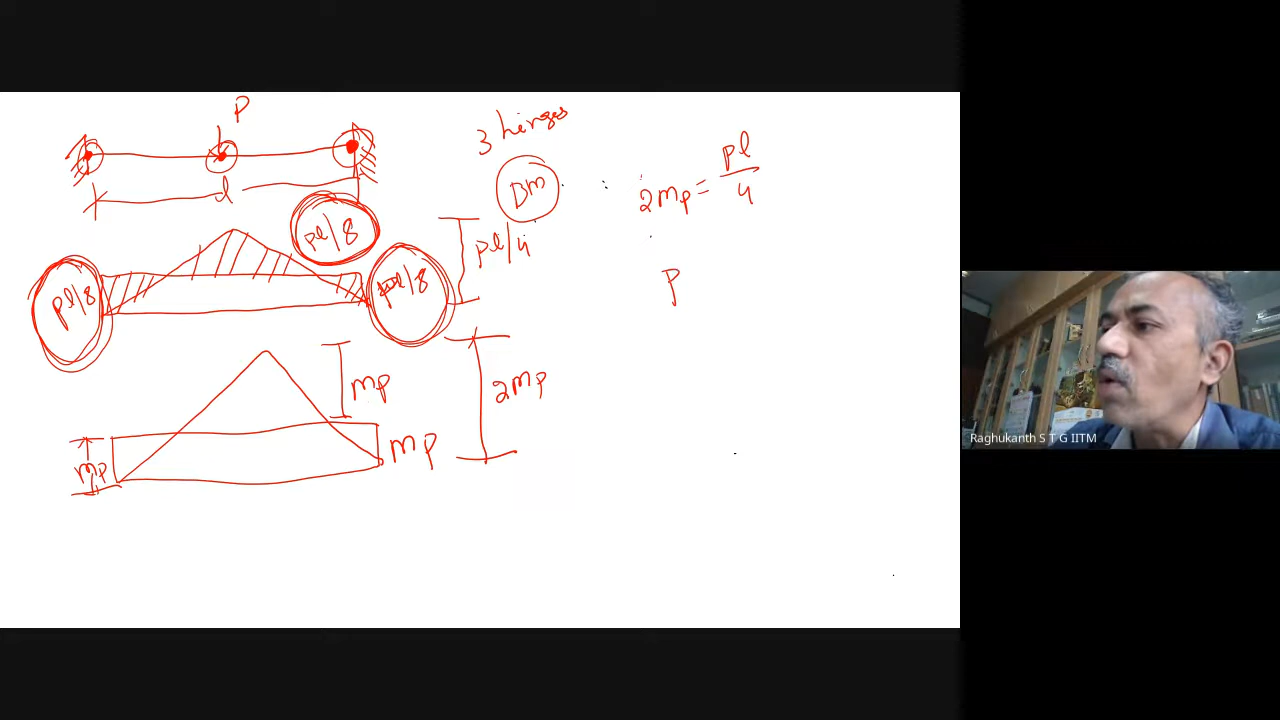 P
3 hinges
BM
l
2Mp = Pl/4
Pl/8
Pl/4
Pl/8
Pl/8
P
Mp
2Mp
Mp
Mp
Raghukanth S T G IITM